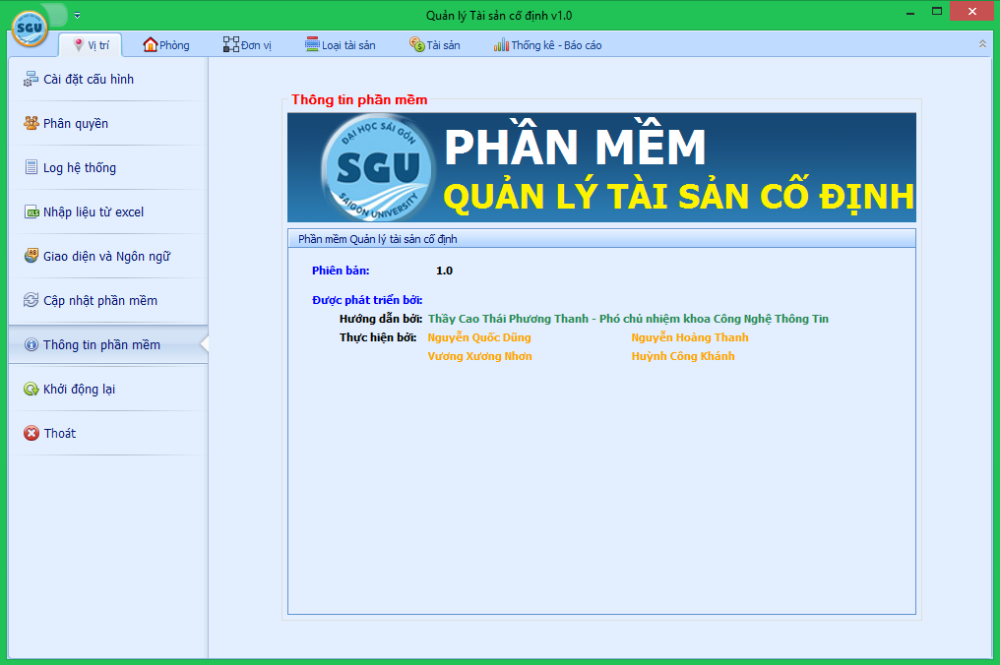 Quản lý Tài sản cố định v1.0
SGU
Vị trí Phòng Đơn vị Loại tài sản Tài sản Thống kê - Báo cáo
Cài đặt cấu hình
Phân quyền
Log hệ thống
XLS Nhập liệu từ excel
Giao diện và Ngôn ngữ
Cập nhật phần mềm
Thông tin phần mềm
Khởi động lại
Thoát
Thông tin phần mềm
ĐẠI HỌC SÀI GÒN
SGU
SAIGON UNIVERSITY
PHẦN MỀM
QUẢN LÝ TÀI SẢN CỐ ĐỊNH
Phần mềm Quản lý tài sản cố định
Phiên bản: 1.0
Được phát triển bởi:
Hướng dẫn bởi: Thầy Cao Thái Phương Thanh - Phó chủ nhiệm khoa Công Nghệ Thông Tin
Thực hiện bởi: Nguyễn Quốc Dũng Nguyễn Hoàng Thanh
Vương Xương Nhơn Huỳnh Công Khánh